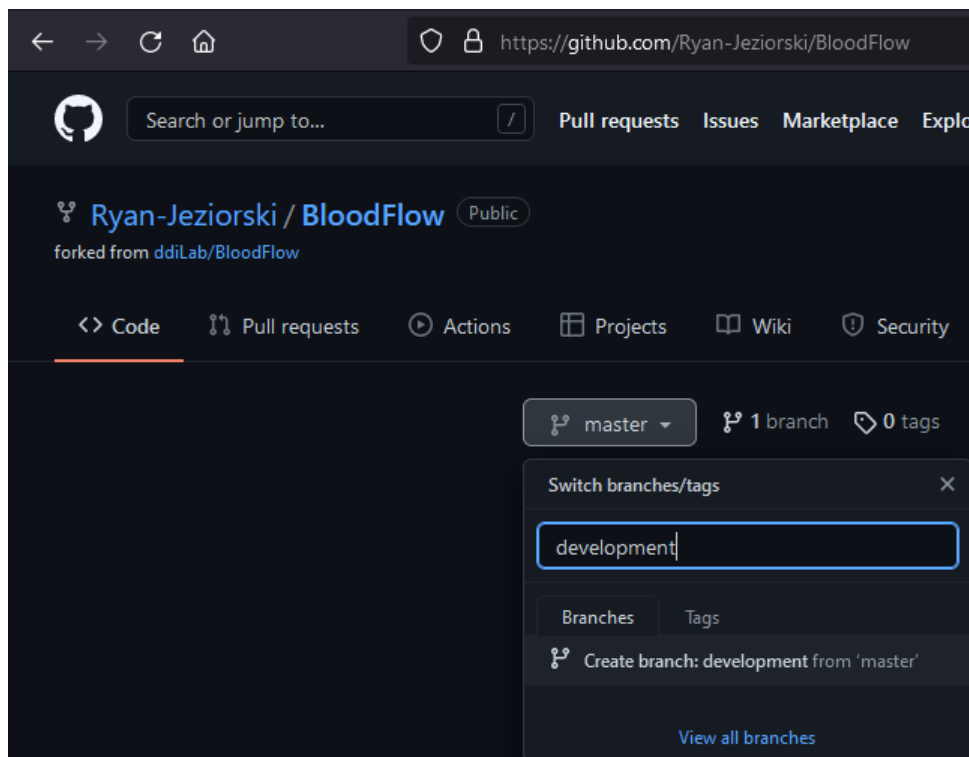 https://github.com/Ryan-Jeziorski/BloodFlow
Search or jump to... / Pull requests Issues Marketplace Explo
Ryan-Jeziorski / BloodFlow Public
forked from ddiLab/BloodFlow
<> Code Pull requests Actions Projects Wiki Security
master 1 branch 0 tags
Switch branches/tags
development
Branches Tags
Create branch: development from ‘master’
View all branches